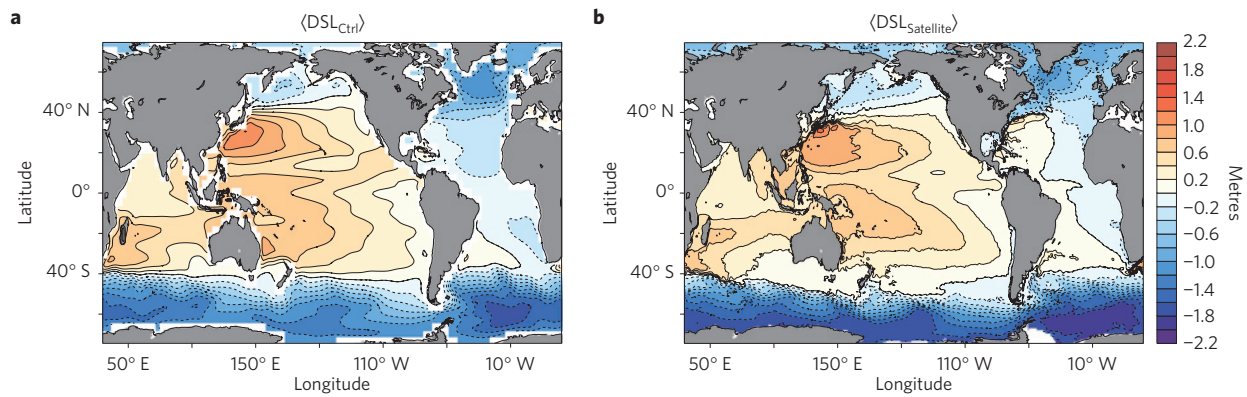 a
⟨DSL_Ctrl⟩
40° N
0°
40° S
Latitude
50° E
150° E
110° W
10° W
Longitude
b
⟨DSL_Satellite⟩
40° N
0°
40° S
Latitude
50° E
150° E
110° W
10° W
Longitude
2.2
1.8
1.4
1.0
0.6
0.2
−0.2
−0.6
−1.0
−1.4
−1.8
−2.2
Metres